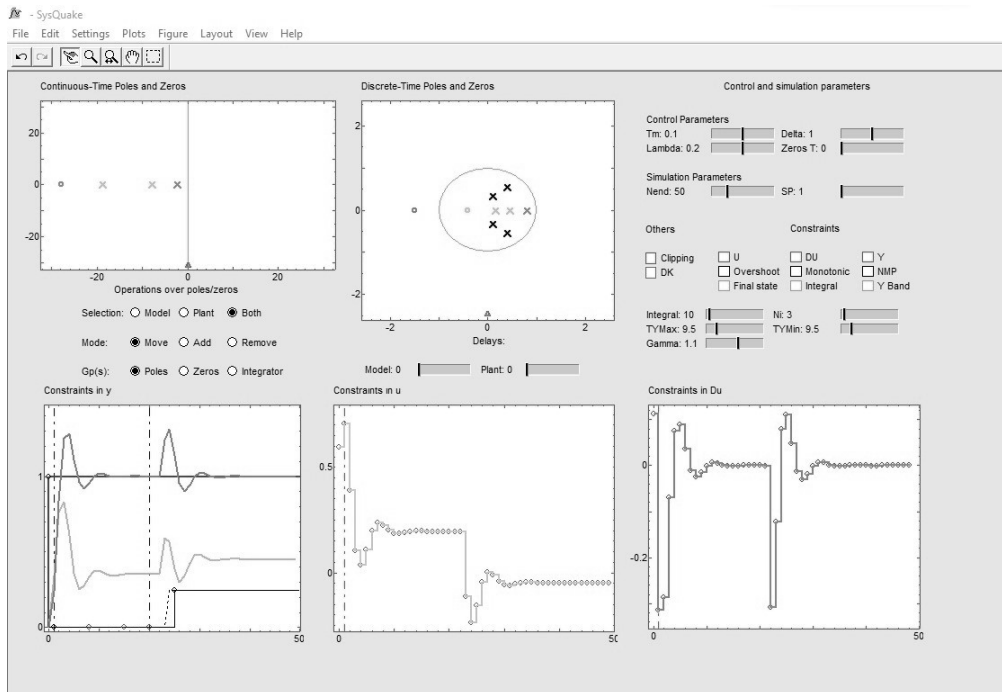 - SysQuake
File Edit Settings Plots Figure Layout View Help
Continuous-Time Poles and Zeros
20
0
-20
-20 0 20
Operations over poles/zeros
Selection: Model Plant Both
Mode: Move Add Remove
Gp(s): Poles Zeros Integrator
Discrete-Time Poles and Zeros
2
0
-2
-2 0 2
Delays:
Model: 0 Plant: 0
Control and simulation parameters
Control Parameters
Tm: 0.1 Delta: 1
Lambda: 0.2 Zeros T: 0
Simulation Parameters
Nend: 50 SP: 1
Others Constraints
Clipping U DU Y
DK Overshoot Monotonic NMP
Final state Integral Y Band
Integral: 10 Ni: 3
TYMax: 9.5 TYMin: 9.5
Gamma: 1.1
Constraints in y
1
0
0 50
Constraints in u
0.5
0
0 50
Constraints in Du
0
-0.2
0 50